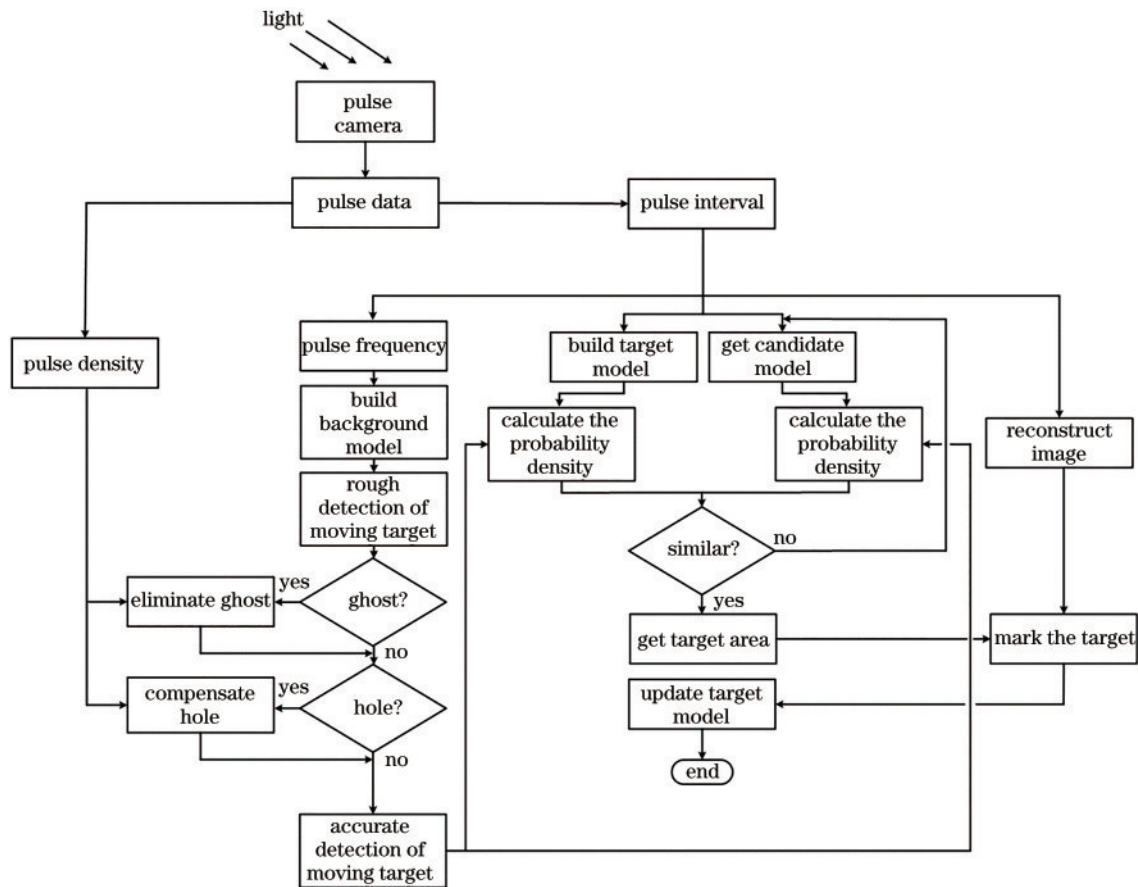 light
pulse
camera
pulse data
pulse interval
pulse density
pulse frequency
build target
model
get candidate
model
build
background
model
calculate the
probability
density
calculate the
probability
density
reconstruct
image
rough
detection of
moving target
similar?
no
yes
eliminate ghost
yes
ghost?
no
get target area
mark the target
compensate
hole
yes
hole?
no
update target
model
end
accurate
detection of
moving target